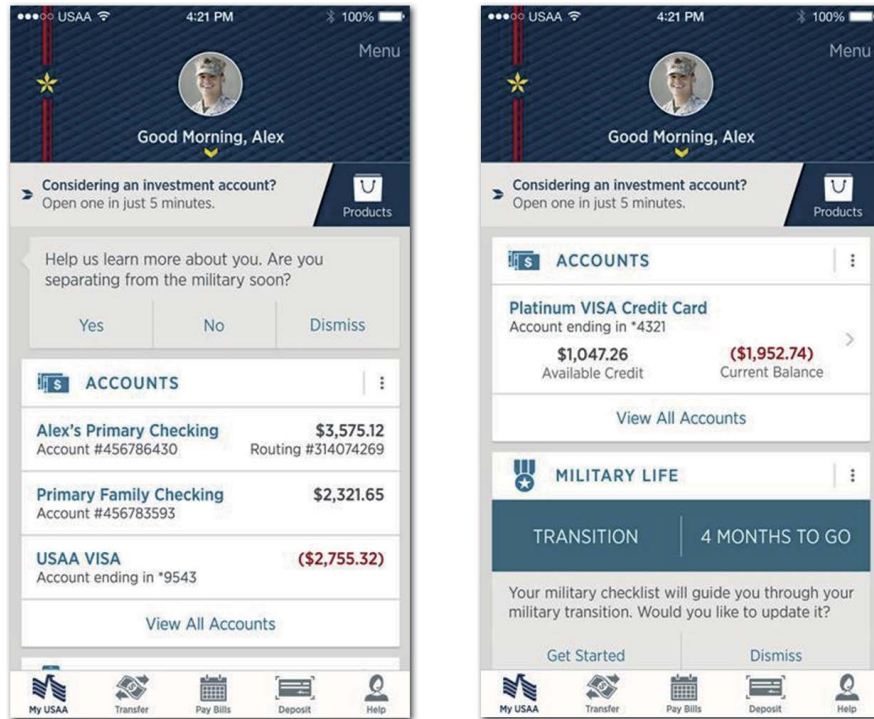 USAA 4:21 PM 100%
Menu
Good Morning, Alex
Considering an investment account?
Open one in just 5 minutes.
Products
Help us learn more about you. Are you
separating from the military soon?
Yes No Dismiss
$ ACCOUNTS
Alex's Primary Checking $3,575.12
Account #456786430 Routing #314074269
Primary Family Checking $2,321.65
Account #456783593
USAA VISA ($2,755.32)
Account ending in *9543
View All Accounts
My USAA Transfer Pay Bills Deposit Help
USAA 4:21 PM 100%
Menu
Good Morning, Alex
Considering an investment account?
Open one in just 5 minutes.
Products
$ ACCOUNTS
Platinum VISA Credit Card
Account ending in *4321
$1,047.26 ($1,952.74)
Available Credit Current Balance
View All Accounts
MILITARY LIFE
TRANSITION 4 MONTHS TO GO
Your military checklist will guide you through your
military transition. Would you like to update it?
Get Started Dismiss
My USAA Transfer Pay Bills Deposit Help